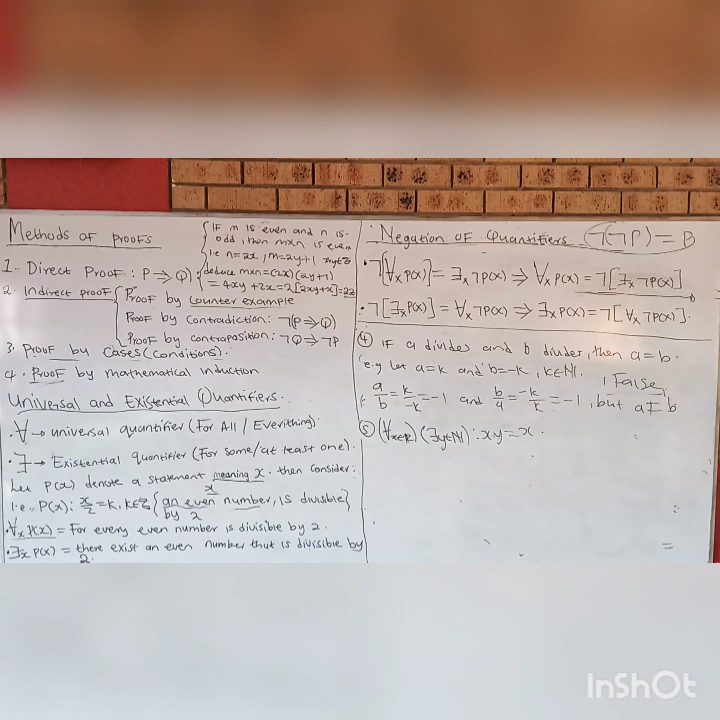 Methods of Proofs
1. Direct Proof: P⇒Q
{If m is even and n is
odd, then m×n is even
i.e n=2x, m=2y+1 x,y∈ℤ
deduce m×n=(2x)(2y+1)
=4xy+2x=2[2xy+x]=2z
2. Indirect proof {Proof by counter example
Proof by contradiction: ¬(P⇒Q)
Proof by contraposition: ¬Q⇒¬P
3. Proof by cases (conditions).
4. Proof by mathematical induction.
Universal and Existential Quantifiers:
·∀→universal quantifier (For All / Everything)
·∃→Existential quantifier (For some/at least one).
Let P(x) denote a statement meaning x. then consider:
i.e., P(x): x/2=k, k∈ℤ {an even number, is divisible}
by 2
·∀x P(x) = For every even number is divisible by 2.
·∃x P(x) = there exist an even number that is divisible by
2.
Negation of Quantifiers ¬(¬P)=P
·¬[∀x P(x)]=∃x ¬P(x) ⇒ ∀x P(x)=¬[∃x ¬P(x)]
·¬[∃x P(x)]=∀x ¬P(x) ⇒ ∃x P(x)=¬[∀x ¬P(x)].
④ If a divides and b divides, then a=b.
e.g let a=k and b=-k, k∈ℕ.
False
a/b=k/-k=-1 and b/a=-k/k=-1, but a≠b
⑤ (∀x∈ℝ)(∃y∈ℕ): xy=x.
InShOt